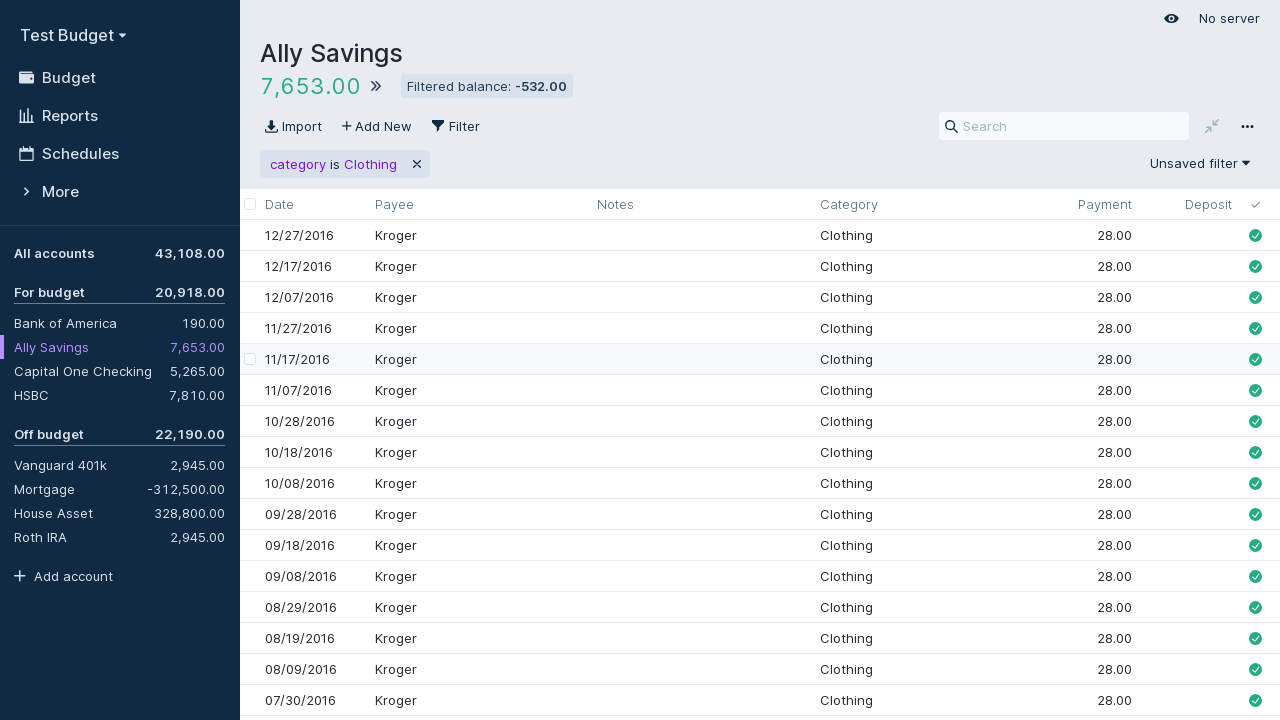 Test Budget
Budget
Reports
Schedules
More
All accounts 43,108.00
For budget 20,918.00
Bank of America 190.00
Ally Savings 7,653.00
Capital One Checking 5,265.00
HSBC 7,810.00
Off budget 22,190.00
Vanguard 401k 2,945.00
Mortgage -312,500.00
House Asset 328,800.00
Roth IRA 2,945.00
Add account
No server
Ally Savings
7,653.00 Filtered balance: -532.00
Import Add New Filter Search
category is Clothing Unsaved filter
Date Payee Notes Category Payment Deposit
12/27/2016 Kroger Clothing 28.00
12/17/2016 Kroger Clothing 28.00
12/07/2016 Kroger Clothing 28.00
11/27/2016 Kroger Clothing 28.00
11/17/2016 Kroger Clothing 28.00
11/07/2016 Kroger Clothing 28.00
10/28/2016 Kroger Clothing 28.00
10/18/2016 Kroger Clothing 28.00
10/08/2016 Kroger Clothing 28.00
09/28/2016 Kroger Clothing 28.00
09/18/2016 Kroger Clothing 28.00
09/08/2016 Kroger Clothing 28.00
08/29/2016 Kroger Clothing 28.00
08/19/2016 Kroger Clothing 28.00
08/09/2016 Kroger Clothing 28.00
07/30/2016 Kroger Clothing 28.00